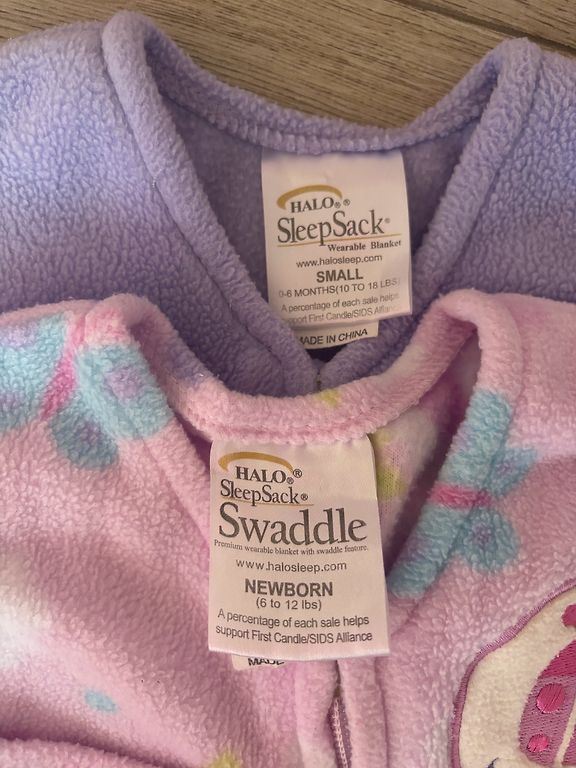 HALO®
SleepSack®
Wearable Blanket
www.halosleep.com
SMALL
0-6 MONTHS(10 TO 18 LBS)
A percentage of each sale helps
support First Candle/SIDS Alliance
MADE IN CHINA
HALO®
SleepSack®
Swaddle
Premium wearable blanket with swaddle feature.
www.halosleep.com
NEWBORN
(6 to 12 lbs)
A percentage of each sale helps
support First Candle/SIDS Alliance
MADE